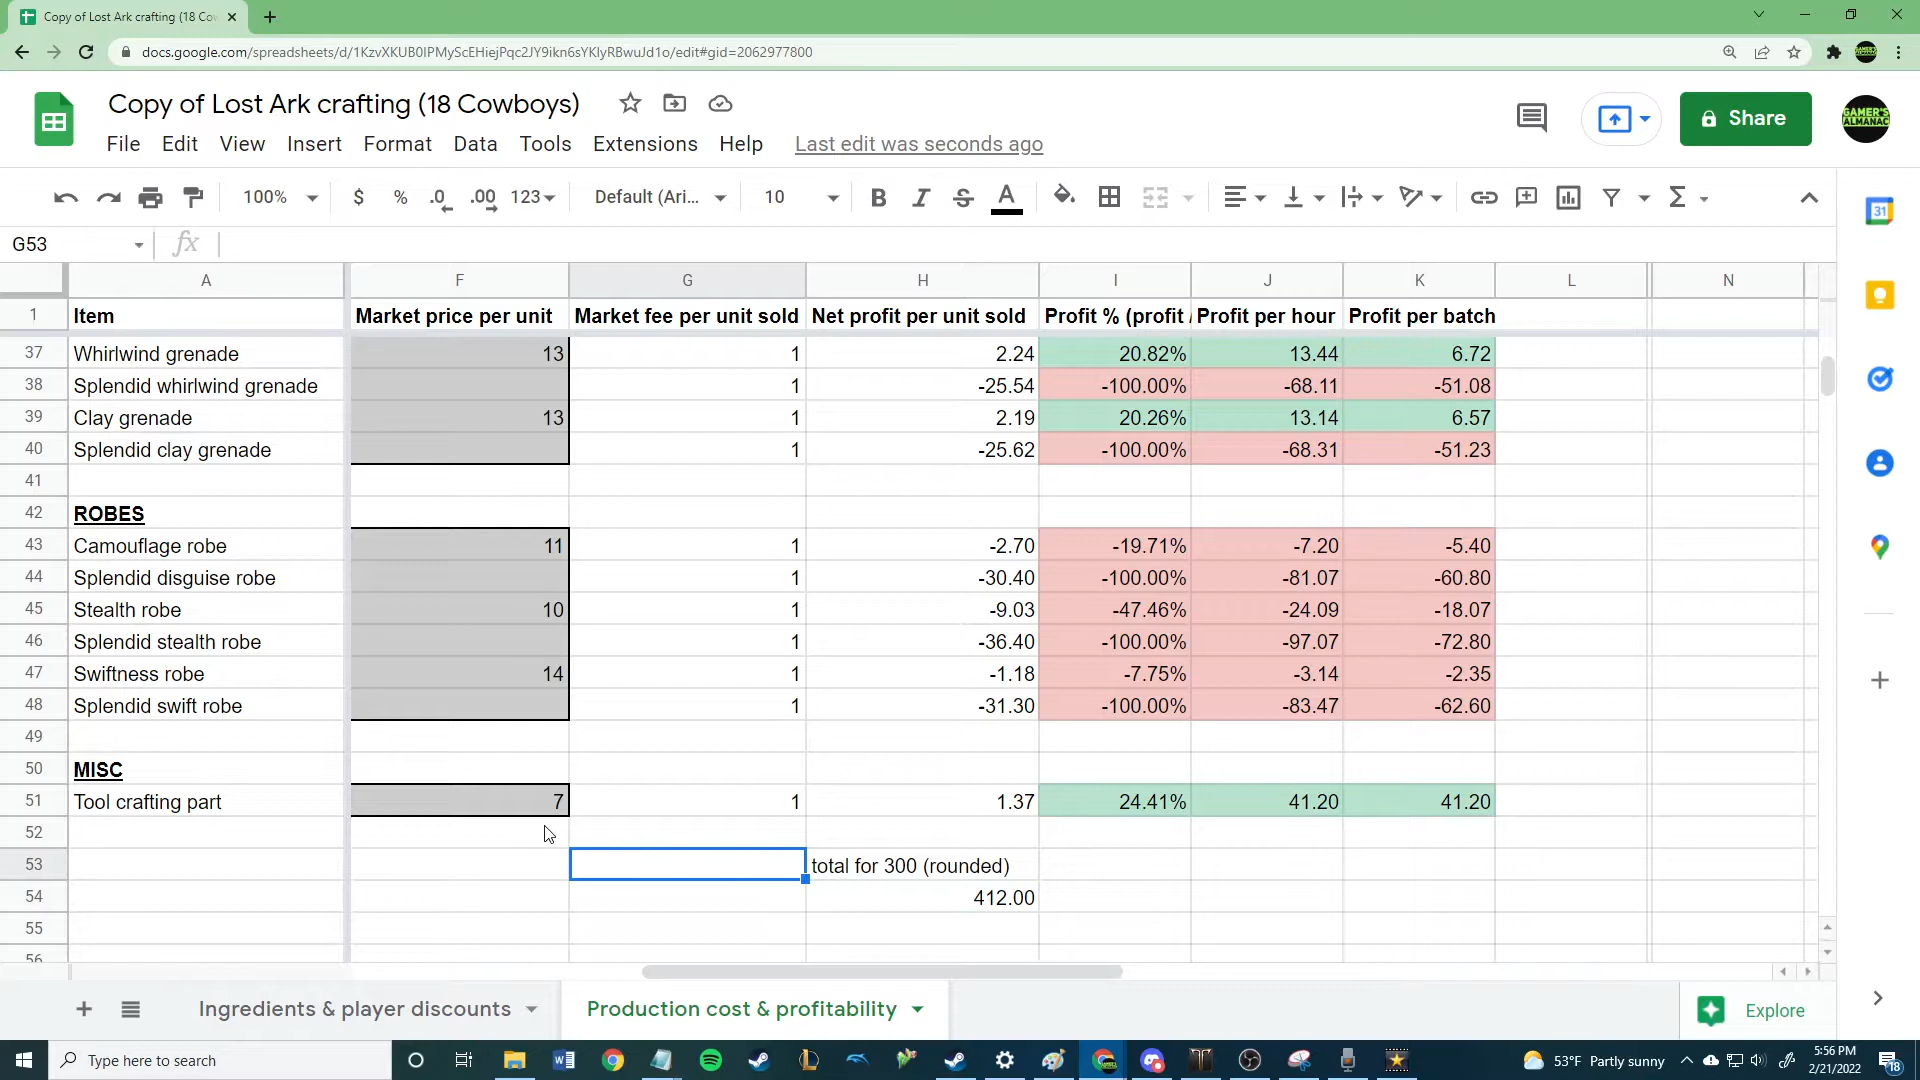 Copy of Lost Ark crafting (18 Co
docs.google.com/spreadsheets/d/1KzvXKUB0IPMyScEHiejPqc2JY9ikn6sYKlyRBwuJd1o/edit#gid=2062977800
Copy of Lost Ark crafting (18 Cowboys)
File Edit View Insert Format Data Tools Extensions Help Last edit was seconds ago
Share
GAMER'S ALMANAC
100% $ % .0 .00 123 Default (Ari... 10 B I S A
31
G53 fx
A F G H I J K L N
1 Item Market price per unit Market fee per unit sold Net profit per unit sold Profit % (profit / Profit per hour Profit per batch
37 Whirlwind grenade 13 1 2.24 20.82% 13.44 6.72
38 Splendid whirlwind grenade 1 -25.54 -100.00% -68.11 -51.08
39 Clay grenade 13 1 2.19 20.26% 13.14 6.57
40 Splendid clay grenade 1 -25.62 -100.00% -68.31 -51.23
41
42 ROBES
43 Camouflage robe 11 1 -2.70 -19.71% -7.20 -5.40
44 Splendid disguise robe 1 -30.40 -100.00% -81.07 -60.80
45 Stealth robe 10 1 -9.03 -47.46% -24.09 -18.07
46 Splendid stealth robe 1 -36.40 -100.00% -97.07 -72.80
47 Swiftness robe 14 1 -1.18 -7.75% -3.14 -2.35
48 Splendid swift robe 1 -31.30 -100.00% -83.47 -62.60
49
50 MISC
51 Tool crafting part 7 1 1.37 24.41% 41.20 41.20
52
53 total for 300 (rounded)
54 412.00
55
56
Ingredients & player discounts Production cost & profitability Explore
Type here to search 53°F Partly sunny 5:56 PM
2/21/2022 18